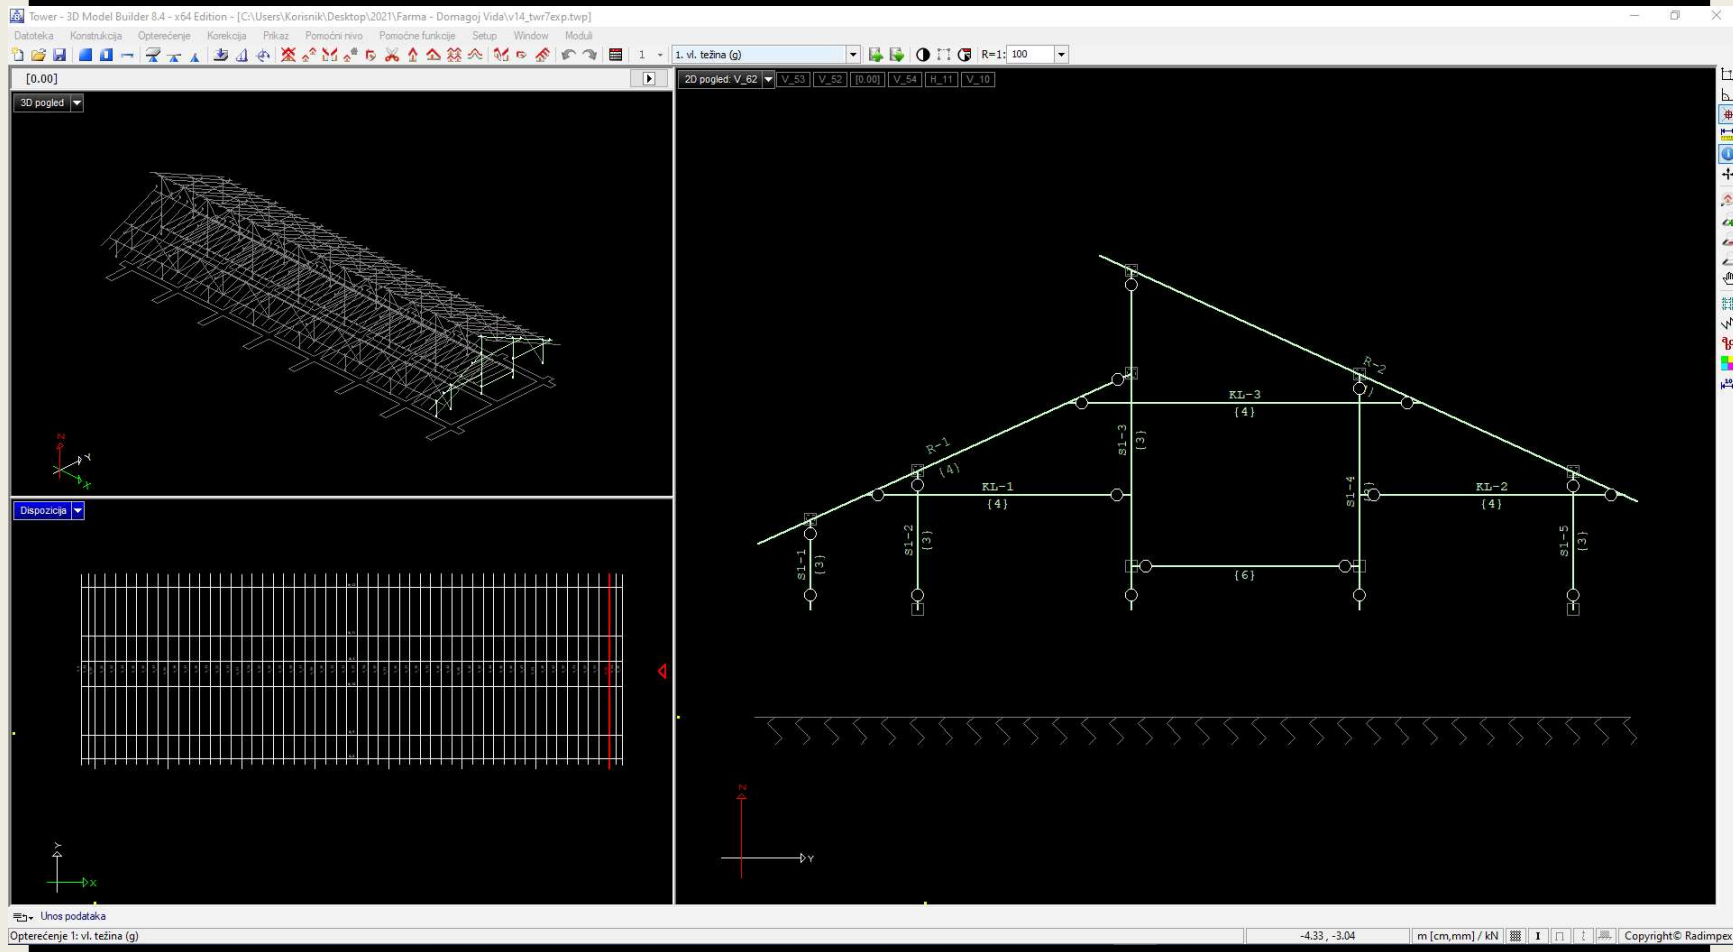 Tower - 3D Model Builder 8.4 - x64 Edition - [C:\Users\Korisnik\Desktop\2021\Farma - Domagoj Vida\v14_twr7exp.twp]
Datoteka Konstrukcija Opterećenje Korekcija Prikaz Pomoćni nivo Pomoćne funkcije Setup Window Moduli
1 1. vl. težina (g) R=1: 100
[0.00]
3D pogled
Z
Y
X
2D pogled: V_62 V_53 V_52 [0.00] V_54 H_11 V_10
R-2
KL-3
{4}
R-1
{4}
S1-3
{3}
KL-1
{4}
S1-4
KL-2
{4}
S1-2
{3}
S1-5
{3}
S1-1
{3}
{6}
Z
Y
Dispozicija
Y
X
Unos podataka
Opterećenje 1: vl. težina (g) -4.33 , -3.04 m [cm,mm] / kN Copyright© Radimpex